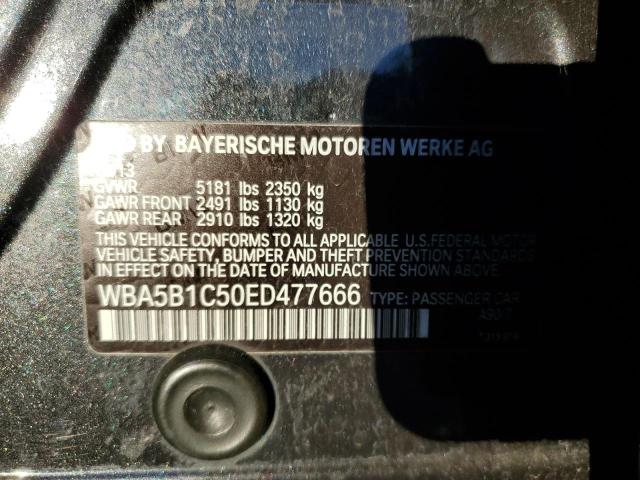 BY BAYERISCHE MOTOREN WERKE AG
GVWR 5181 lbs 2350 kg
GAWR FRONT 2491 lbs 1130 kg
GAWR REAR 2910 lbs 1320 kg
THIS VEHICLE CONFORMS TO ALL APPLICABLE U.S.FEDERAL MOTOR
VEHICLE SAFETY, BUMPER AND THEFT PREVENTION STANDARDS
IN EFFECT ON THE DATE OF MANUFACTURE SHOWN ABOVE.
WBA5B1C50ED477666 TYPE: PASSENGER CAR